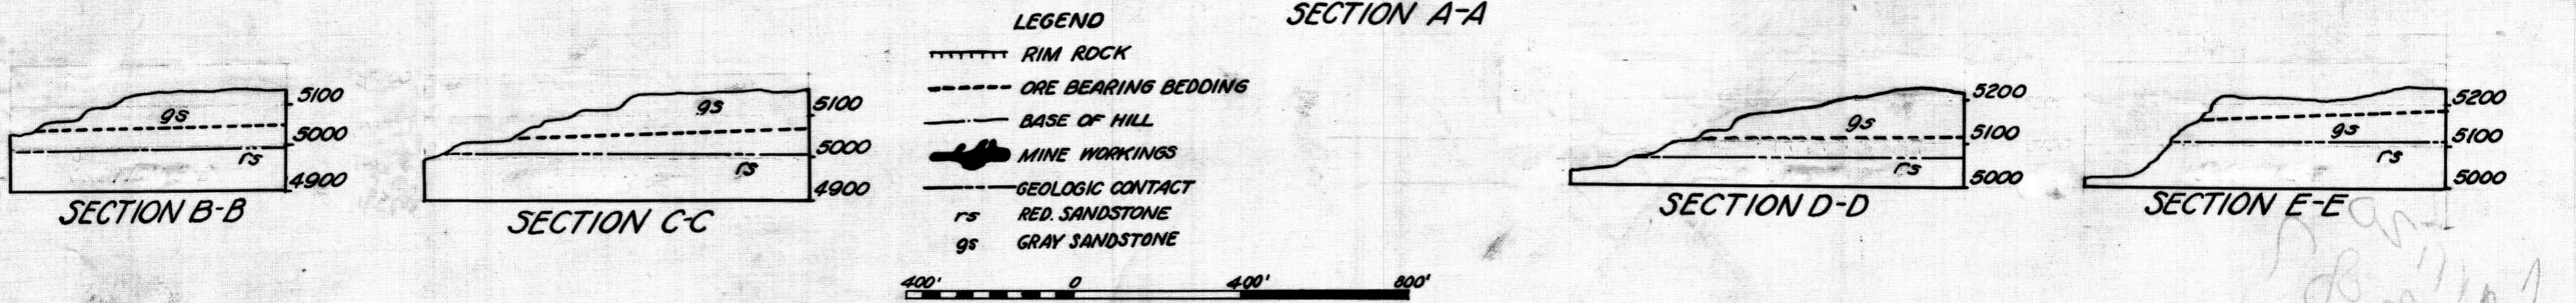 SECTION A-A
LEGEND
RIM ROCK
ORE BEARING BEDDING
BASE OF HILL
MINE WORKINGS
GEOLOGIC CONTACT
rs RED. SANDSTONE
gs GRAY SANDSTONE
400' 0 400' 800'
gs
rs
5100
5000
4900
SECTION B-B
gs
rs
5100
5000
4900
SECTION C-C
gs
rs
5200
5100
5000
SECTION D-D
gs
rs
5200
5100
5000
SECTION E-E